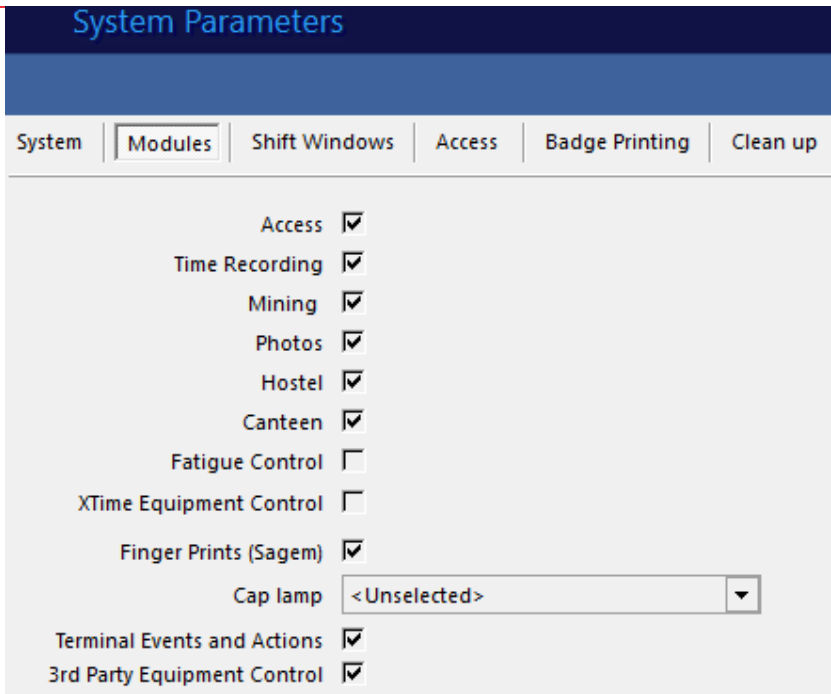 System Parameters
System Modules Shift Windows Access Badge Printing Clean up
Access
Time Recording
Mining
Photos
Hostel
Canteen
Fatigue Control
XTime Equipment Control
Finger Prints (Sagem)
Cap lamp <Unselected>
Terminal Events and Actions
3rd Party Equipment Control